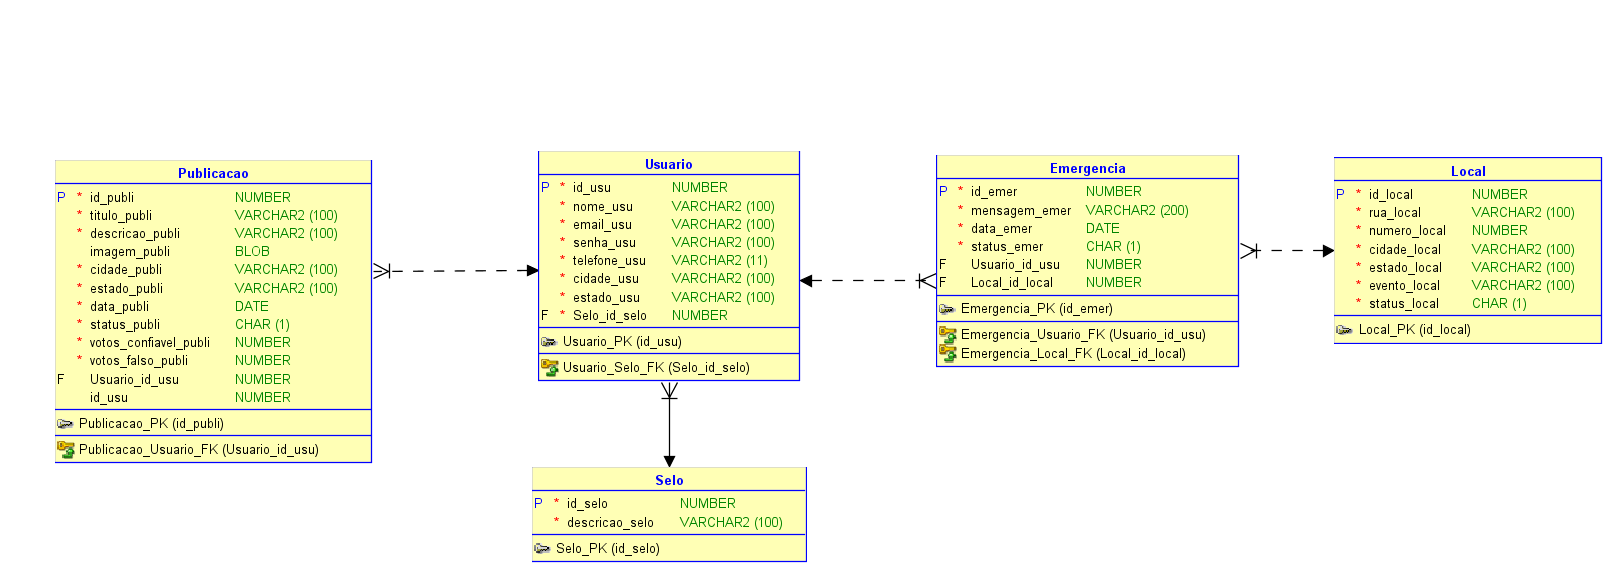 Publicacao
P * id_publi NUMBER
* titulo_publi VARCHAR2 (100)
* descricao_publi VARCHAR2 (100)
imagem_publi BLOB
* cidade_publi VARCHAR2 (100)
* estado_publi VARCHAR2 (100)
* data_publi DATE
* status_publi CHAR (1)
* votos_confiavel_publi NUMBER
* votos_falso_publi NUMBER
F Usuario_id_usu NUMBER
id_usu NUMBER
Publicacao_PK (id_publi)
Publicacao_Usuario_FK (Usuario_id_usu)
Usuario
P * id_usu NUMBER
* nome_usu VARCHAR2 (100)
* email_usu VARCHAR2 (100)
* senha_usu VARCHAR2 (100)
* telefone_usu VARCHAR2 (11)
* cidade_usu VARCHAR2 (100)
* estado_usu VARCHAR2 (100)
F * Selo_id_selo NUMBER
Usuario_PK (id_usu)
Usuario_Selo_FK (Selo_id_selo)
Emergencia
P * id_emer NUMBER
* mensagem_emer VARCHAR2 (200)
* data_emer DATE
* status_emer CHAR (1)
F Usuario_id_usu NUMBER
F Local_id_local NUMBER
Emergencia_PK (id_emer)
Emergencia_Usuario_FK (Usuario_id_usu)
Emergencia_Local_FK (Local_id_local)
Local
P * id_local NUMBER
* rua_local VARCHAR2 (100)
* numero_local NUMBER
* cidade_local VARCHAR2 (100)
* estado_local VARCHAR2 (100)
* evento_local VARCHAR2 (100)
* status_local CHAR (1)
Local_PK (id_local)
Selo
P * id_selo NUMBER
* descricao_selo VARCHAR2 (100)
Selo_PK (id_selo)